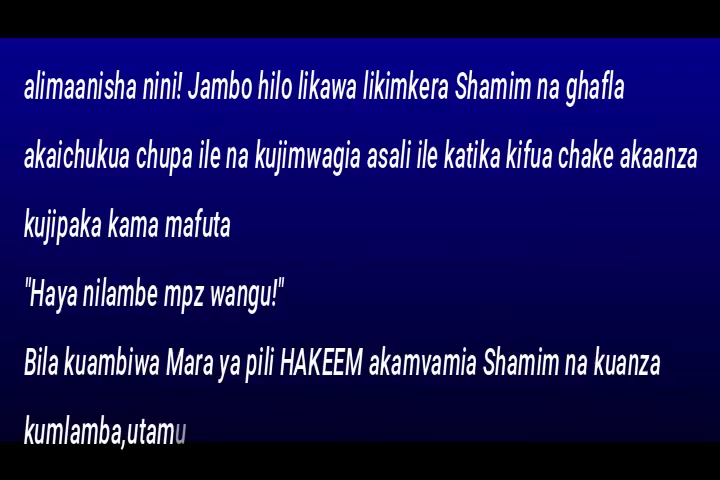 alimaanisha nini! Jambo hilo likawa likimkera Shamim na ghafla
akaichukua chupa ile na kujimwagia asali ile katika kifua chake akaanza
kujipaka kama mafuta
"Haya nilambe mpz wangu!"
Bila kuambiwa Mara ya pili HAKEEM akamvamia Shamim na kuanza
kumlamba,utamu